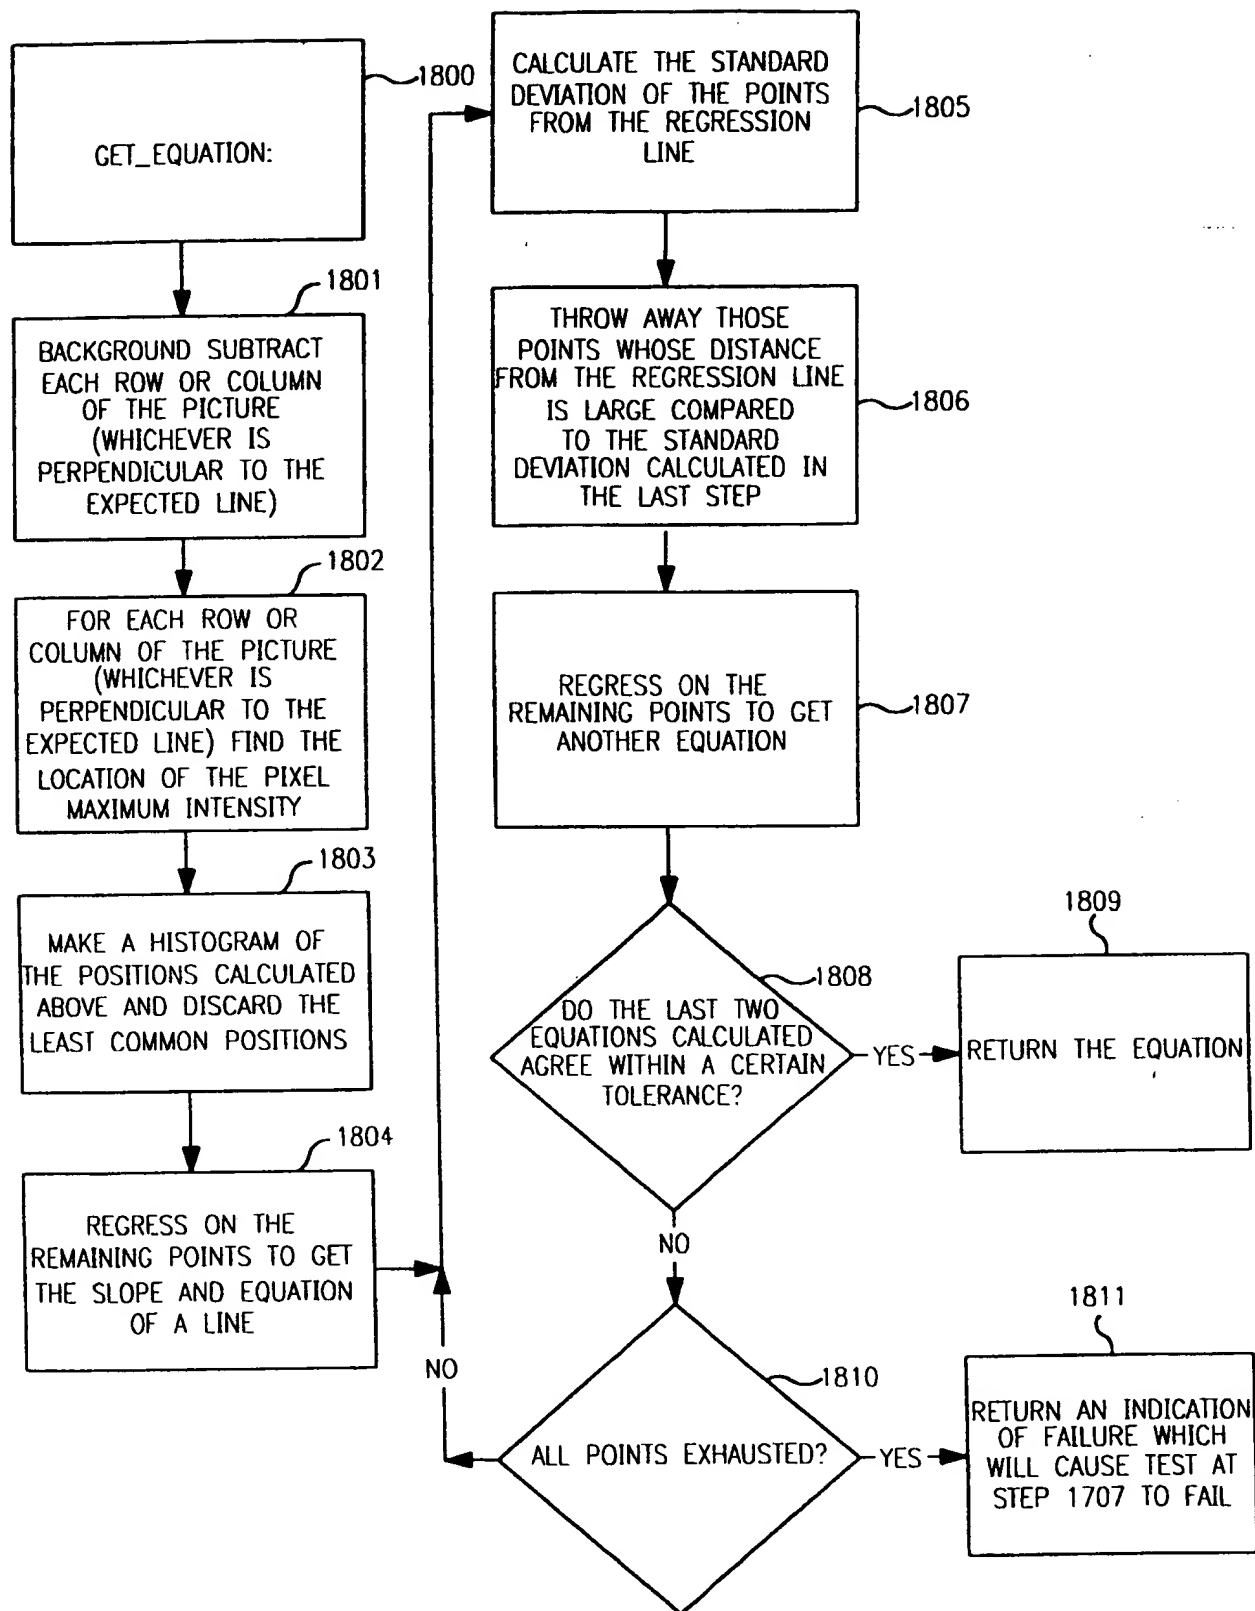 GET_EQUATION:
1800
1801
BACKGROUND SUBTRACT
EACH ROW OR COLUMN
OF THE PICTURE
(WHICHEVER IS
PERPENDICULAR TO THE
EXPECTED LINE)
1802
FOR EACH ROW OR
COLUMN OF THE PICTURE
(WHICHEVER IS
PERPENDICULAR TO THE
EXPECTED LINE) FIND THE
LOCATION OF THE PIXEL
MAXIMUM INTENSITY
1803
MAKE A HISTOGRAM OF
THE POSITIONS CALCULATED
ABOVE AND DISCARD THE
LEAST COMMON POSITIONS
1804
REGRESS ON THE
REMAINING POINTS TO GET
THE SLOPE AND EQUATION
OF A LINE
CALCULATE THE STANDARD
DEVIATION OF THE POINTS
FROM THE REGRESSION
LINE
1805
THROW AWAY THOSE
POINTS WHOSE DISTANCE
FROM THE REGRESSION LINE
IS LARGE COMPARED
TO THE STANDARD
DEVIATION CALCULATED IN
THE LAST STEP
1806
REGRESS ON THE
REMAINING POINTS TO GET
ANOTHER EQUATION
1807
1808
DO THE LAST TWO
EQUATIONS CALCULATED
AGREE WITHIN A CERTAIN
TOLERANCE?
YES
1809
RETURN THE EQUATION
NO
1810
ALL POINTS EXHAUSTED?
NO
YES
1811
RETURN AN INDICATION
OF FAILURE WHICH
WILL CAUSE TEST AT
STEP 1707 TO FAIL